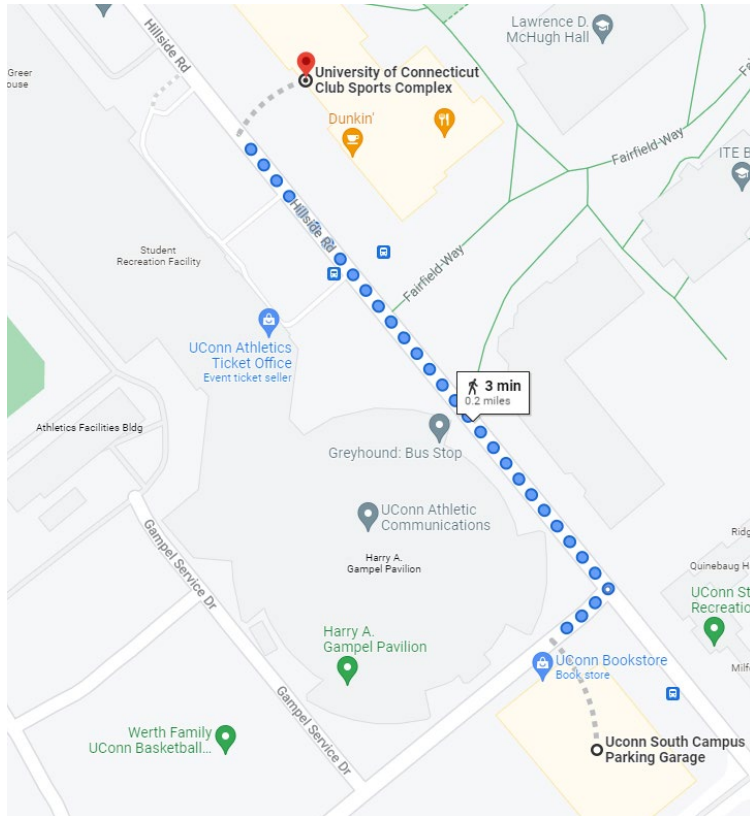 Hillside Rd
Lawrence D.
McHugh Hall
Greer
ouse
University of Connecticut
Club Sports Complex
Dunkin'
Fairfield-Way
ITE B
Hillside Rd
Student
Recreation Facility
Fairfield-Way
UConn Athletics
Ticket Office
Event ticket seller
3 min
0.2 miles
Athletics Facilities Bldg
Greyhound: Bus Stop
UConn Athletic
Communications
Harry A.
Gampel Pavilion
Gampel Service Dr
Ridg
Quinebaug H
UConn St
Recreatio
Harry A.
Gampel Pavilion
UConn Bookstore
Book store
Milf
Gampel Service Dr
Werth Family
UConn Basketball...
Uconn South Campus
Parking Garage